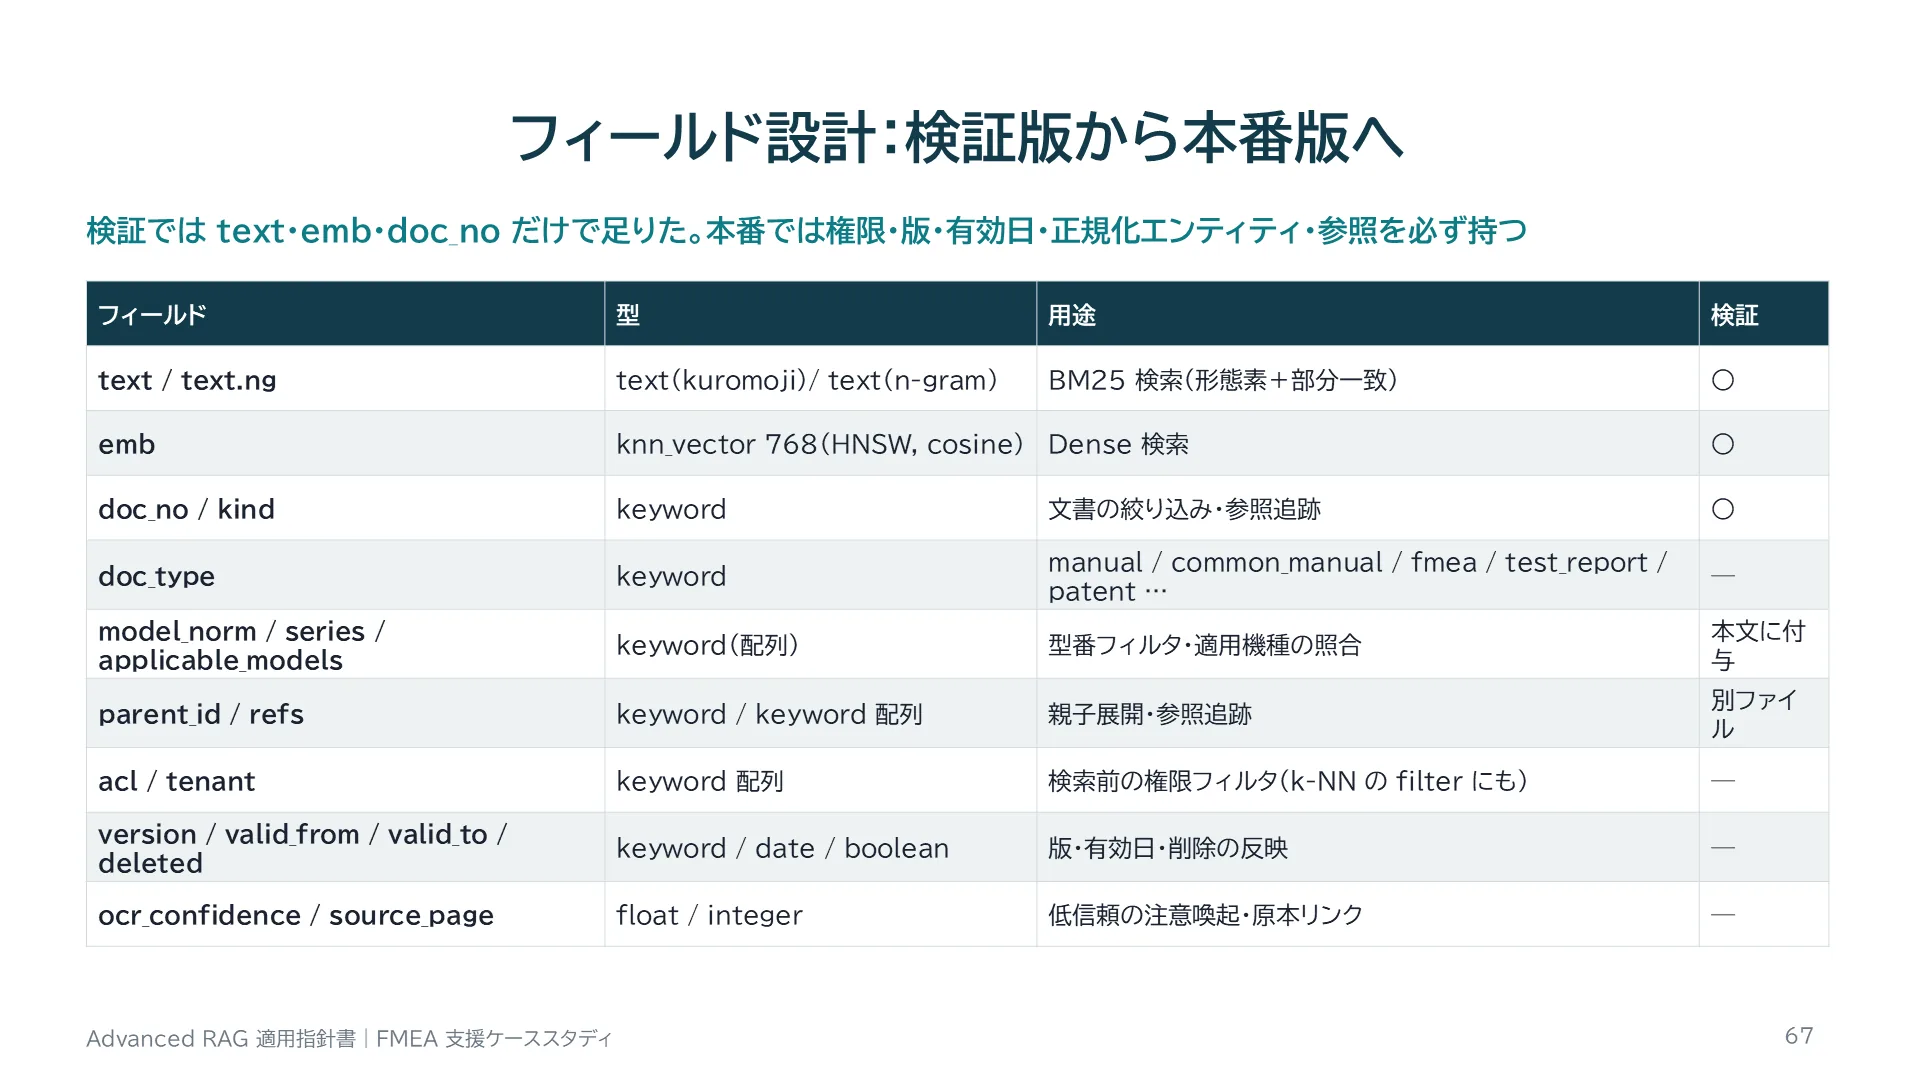 フィールド設計：検証版から本番版へ
検証では text・emb・doc_no だけで足りた。本番では権限・版・有効日・正規化エンティティ・参照を必ず持つ
フィールド 型 用途 検証
text / text.ng text（kuromoji）/ text（n-gram） BM25 検索（形態素＋部分一致） ○
emb knn_vector 768（HNSW, cosine） Dense 検索 ○
doc_no / kind keyword 文書の絞り込み・参照追跡 ○
doc_type keyword manual / common_manual / fmea / test_report /
patent … —
model_norm / series /
applicable_models keyword（配列） 型番フィルタ・適用機種の照合 本文に付
与
parent_id / refs keyword / keyword 配列 親子展開・参照追跡 別ファイ
ル
acl / tenant keyword 配列 検索前の権限フィルタ（k-NN の filter にも） —
version / valid_from / valid_to /
deleted keyword / date / boolean 版・有効日・削除の反映 —
ocr_confidence / source_page float / integer 低信頼の注意喚起・原本リンク —
Advanced RAG 適用指針書｜FMEA 支援ケーススタディ
67